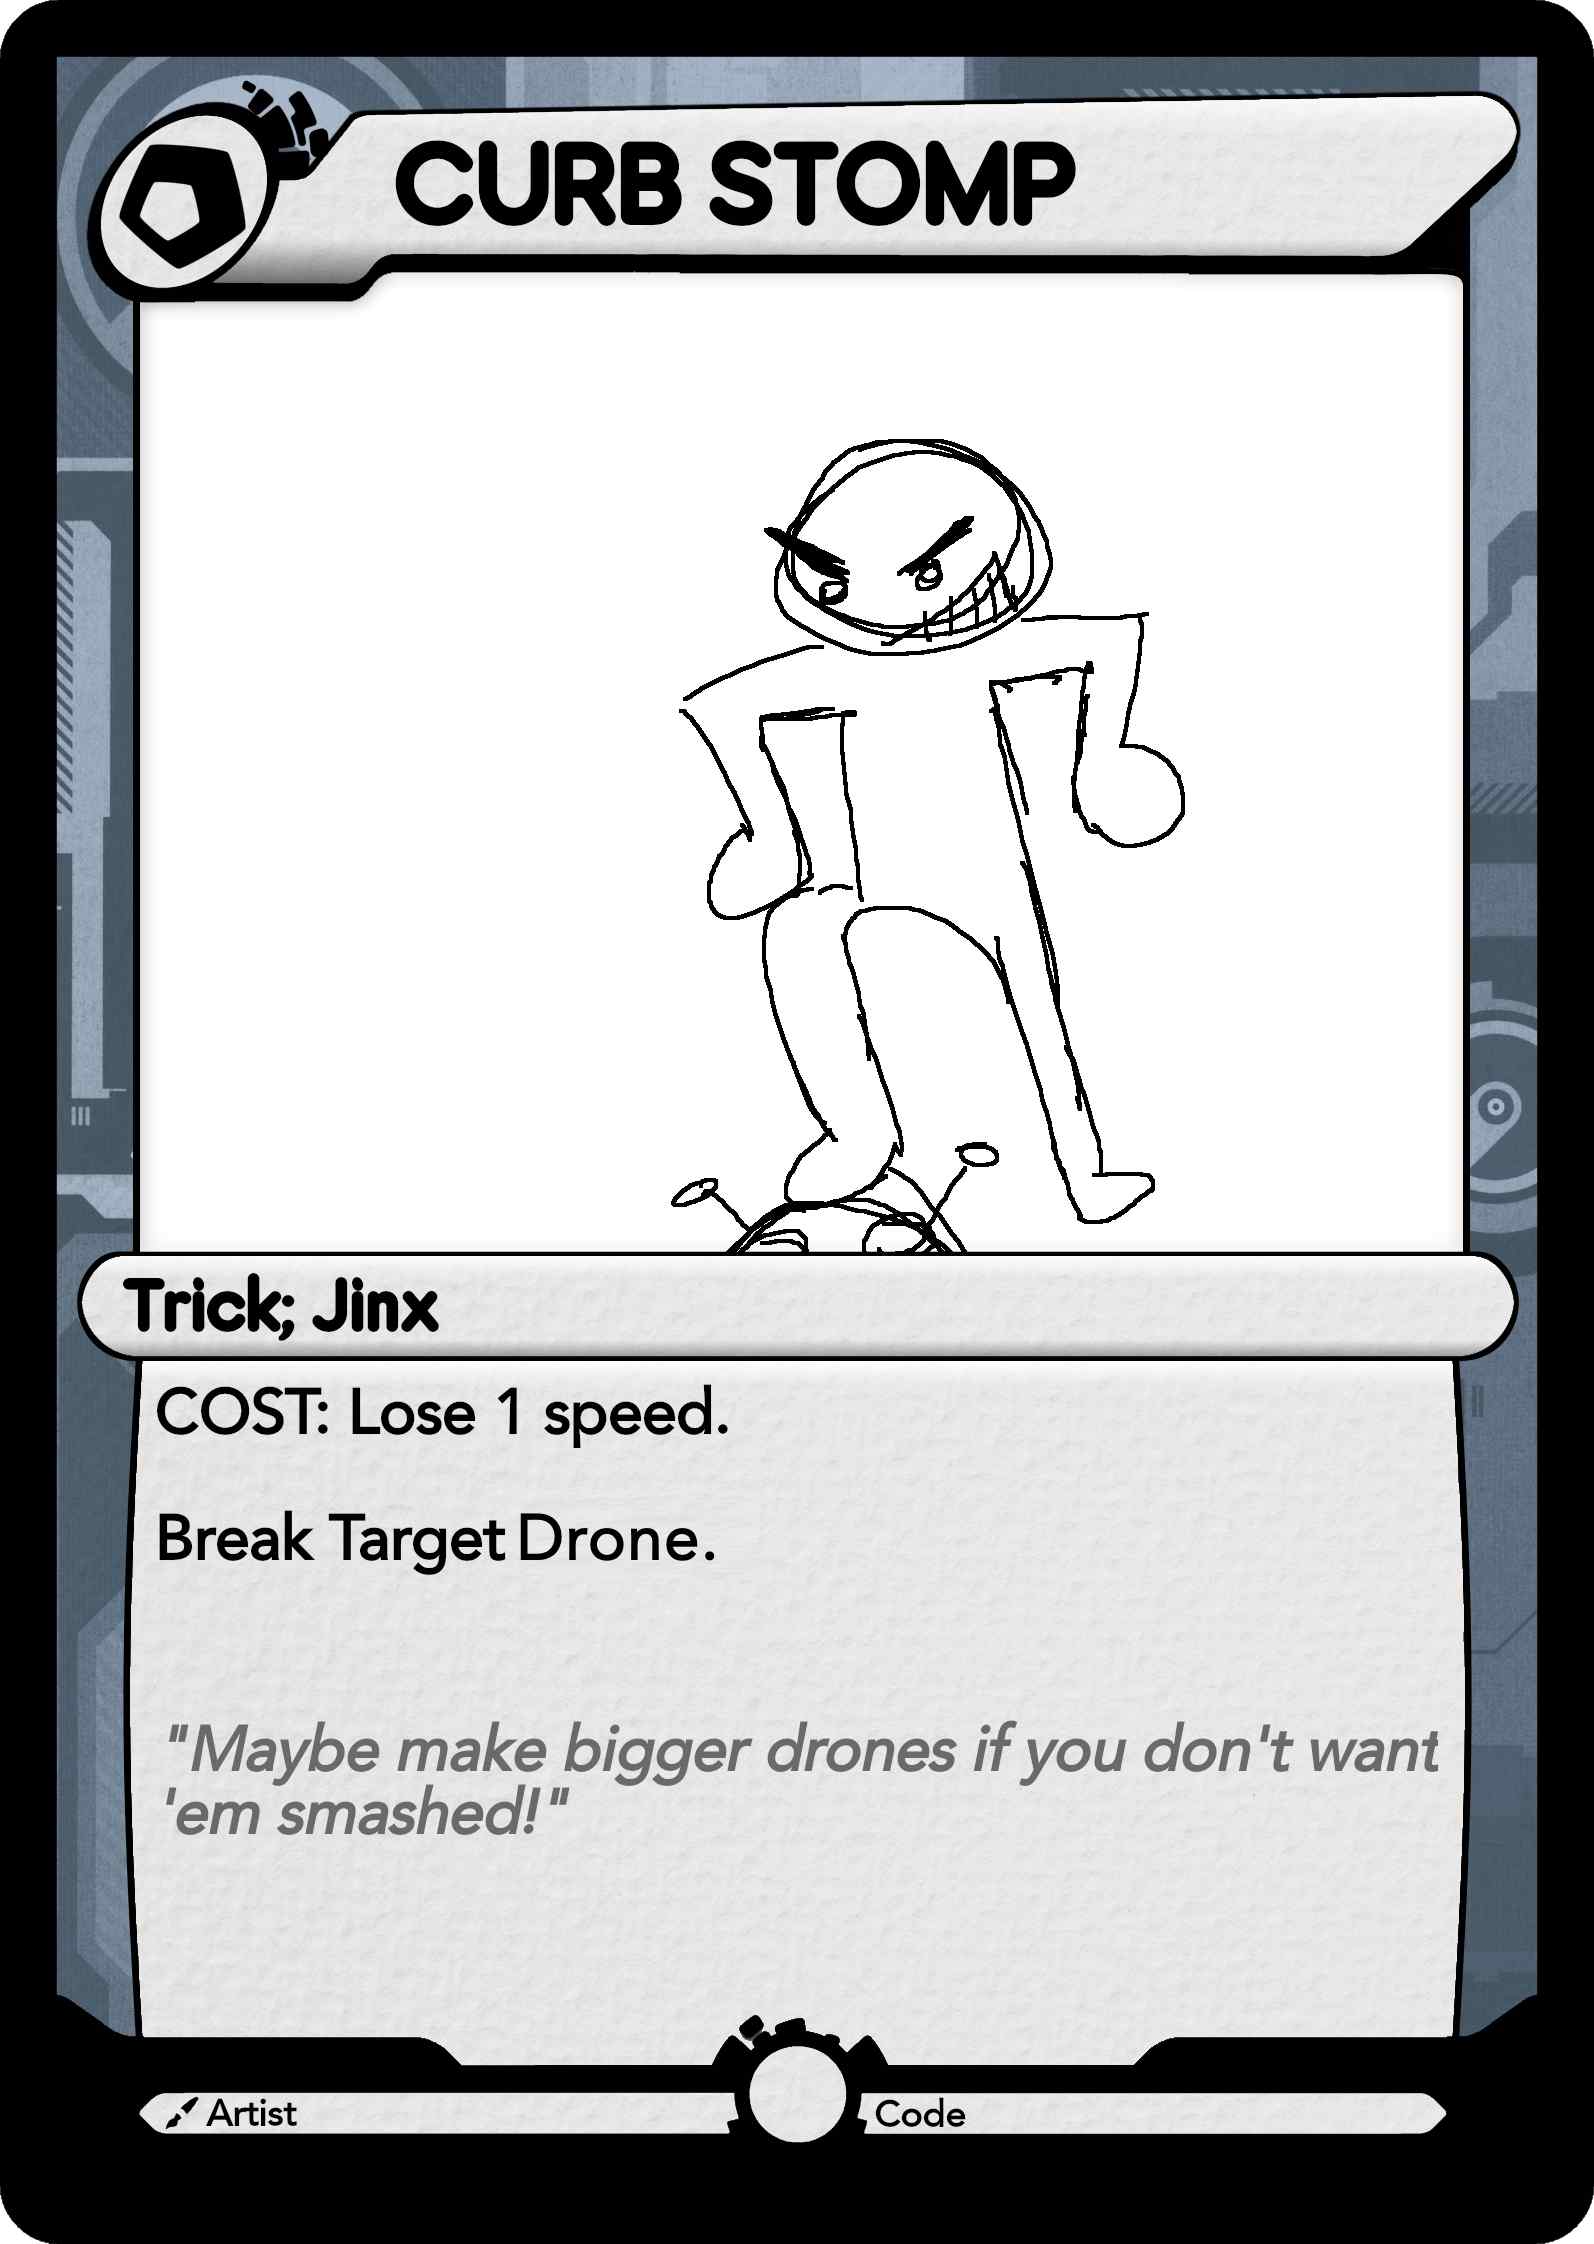 CURB STOMP
Trick; Jinx
COST: Lose 1 speed.
Break Target Drone.
"Maybe make bigger drones if you don't want
'em smashed!"
Artist
Code